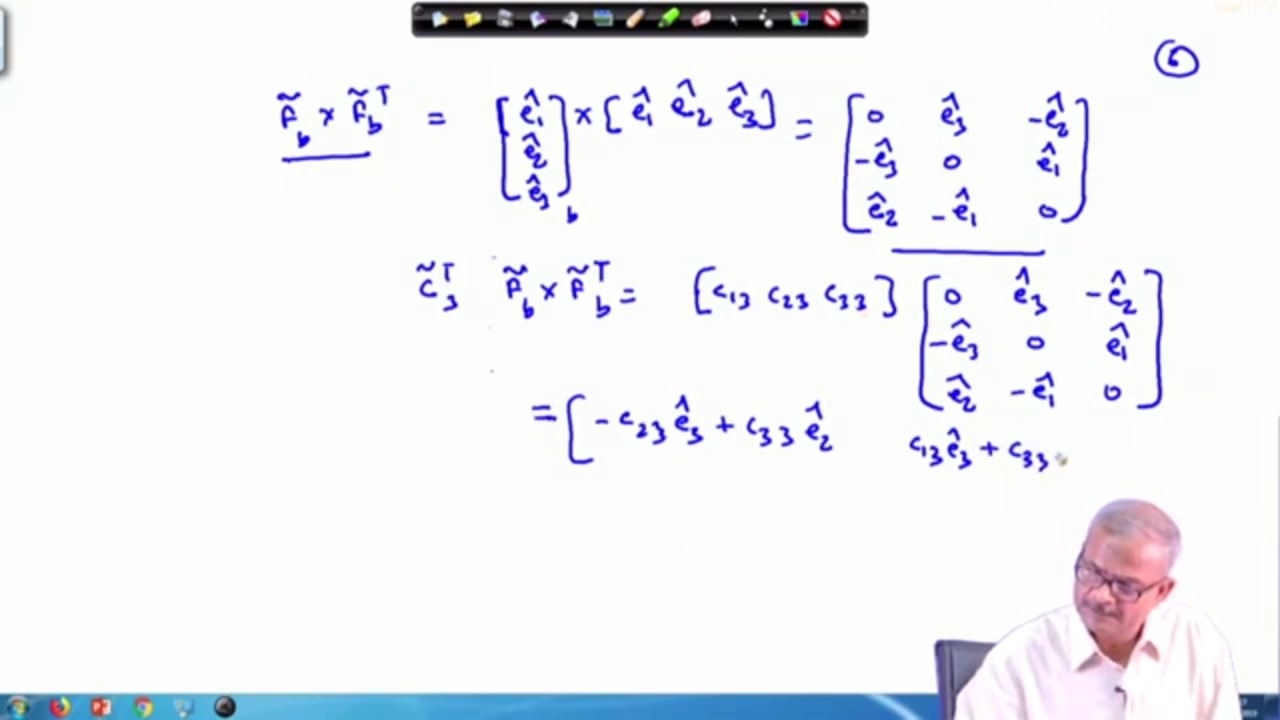 ⑥
F̃_b × F̃_b^T = [ê1 ê2 ê3]_b × [ê1 ê2 ê3] = [0 ê3 -ê2
-ê3 0 ê1
ê2 -ê1 0]
C̃_3^T F̃_b × F̃_b^T = [c13 c23 c33] [0 ê3 -ê2
-ê3 0 ê1
ê2 -ê1 0]
= [-c23 ê3 + c33 ê2 c13 ê3 + c33